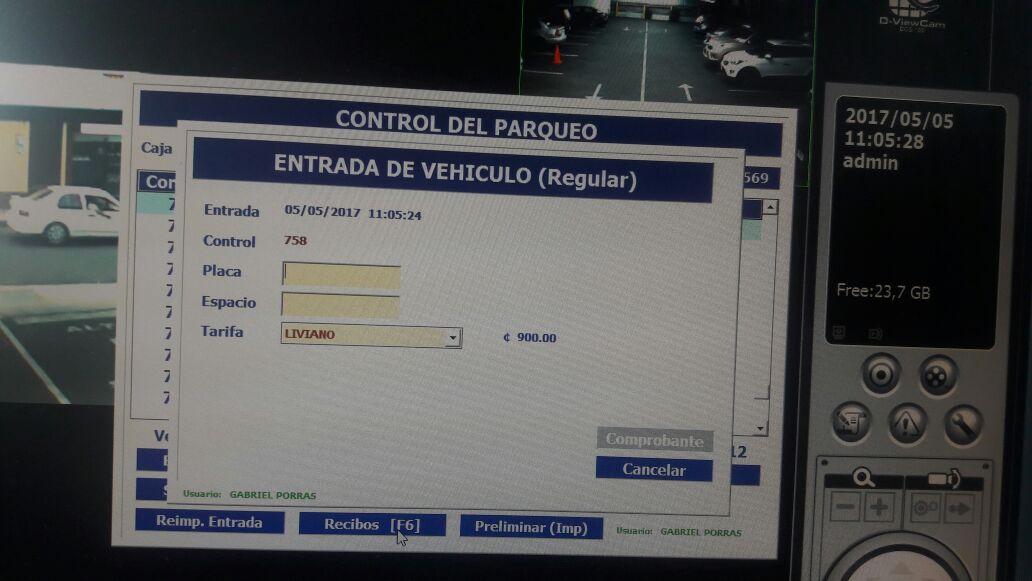 D-ViewCam
CONTROL DEL PARQUEO
2017/05/05
11:05:28
admin
Caja
569
ENTRADA DE VEHICULO (Regular)
Entrada 05/05/2017 11:05:24
Control 758
Placa
Espacio
Tarifa LIVIANO ¢ 900.00
Free:23,7 GB
Comprobante
Cancelar
12
Usuario: GABRIEL PORRAS
Reimp. Entrada Recibos [F6] Preliminar (Imp) Usuario: GABRIEL PORRAS